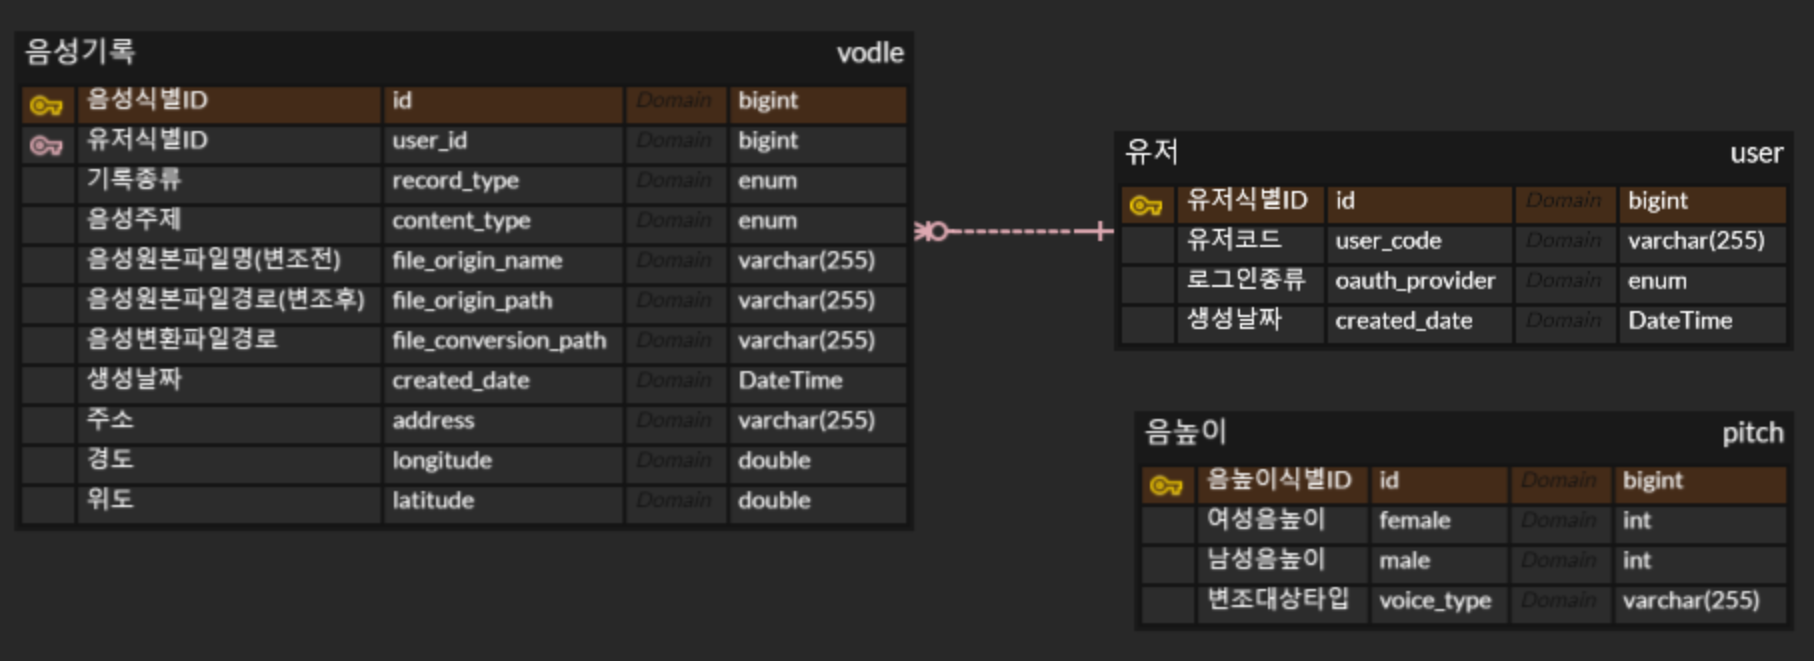 음성기록 vodle
음성식별ID id Domain bigint
유저식별ID user_id Domain bigint
기록종류 record_type Domain enum
음성주제 content_type Domain enum
음성원본파일명(변조전) file_origin_name Domain varchar(255)
음성원본파일경로(변조후) file_origin_path Domain varchar(255)
음성변환파일경로 file_conversion_path Domain varchar(255)
생성날짜 created_date Domain DateTime
주소 address Domain varchar(255)
경도 longitude Domain double
위도 latitude Domain double
유저 user
유저식별ID id Domain bigint
유저코드 user_code Domain varchar(255)
로그인종류 oauth_provider Domain enum
생성날짜 created_date Domain DateTime
음높이 pitch
음높이식별ID id Domain bigint
여성음높이 female Domain int
남성음높이 male Domain int
변조대상타입 voice_type Domain varchar(255)